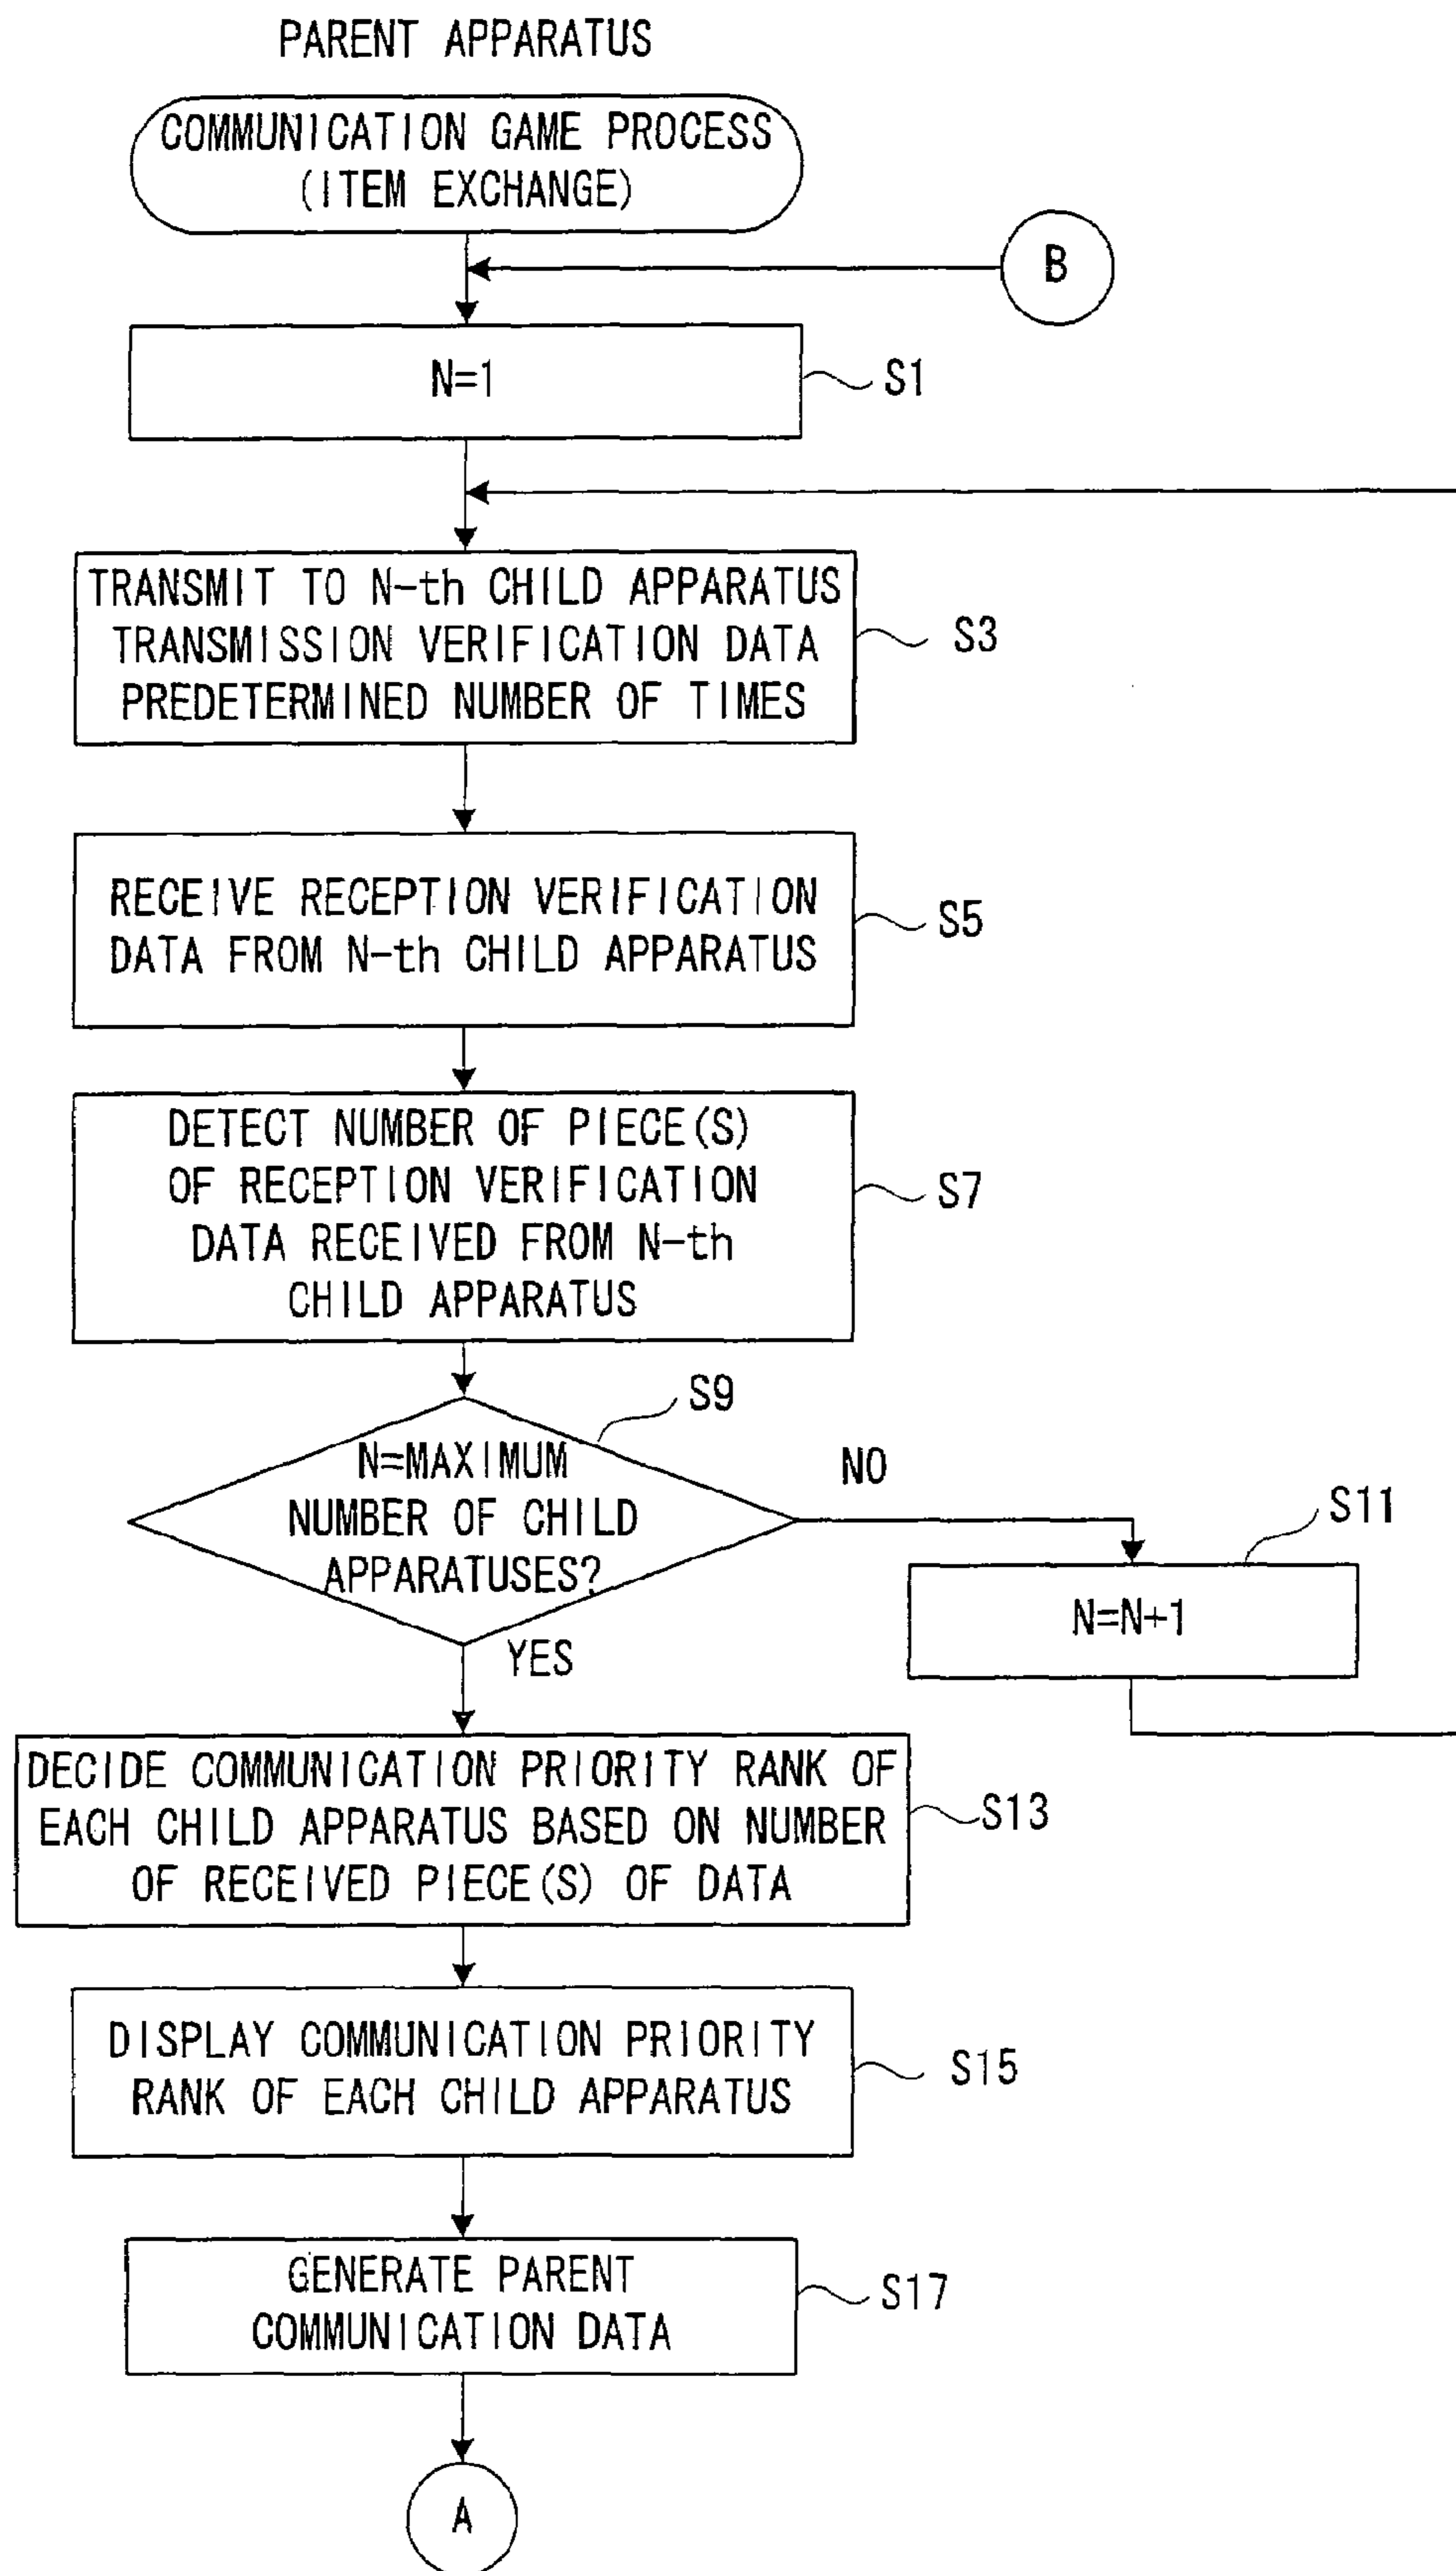 PARENT APPARATUS
COMMUNICATION GAME PROCESS
(ITEM EXCHANGE)
B
N=1
S1
TRANSMIT TO N-th CHILD APPARATUS
TRANSMISSION VERIFICATION DATA
PREDETERMINED NUMBER OF TIMES
S3
RECEIVE RECEPTION VERIFICATION
DATA FROM N-th CHILD APPARATUS
S5
DETECT NUMBER OF PIECE(S)
OF RECEPTION VERIFICATION
DATA RECEIVED FROM N-th
CHILD APPARATUS
S7
S9
N=MAXIMUM
NUMBER OF CHILD
APPARATUSES?
NO
S11
N=N+1
YES
DECIDE COMMUNICATION PRIORITY RANK OF
EACH CHILD APPARATUS BASED ON NUMBER
OF RECEIVED PIECE(S) OF DATA
S13
DISPLAY COMMUNICATION PRIORITY
RANK OF EACH CHILD APPARATUS
S15
GENERATE PARENT
COMMUNICATION DATA
S17
A